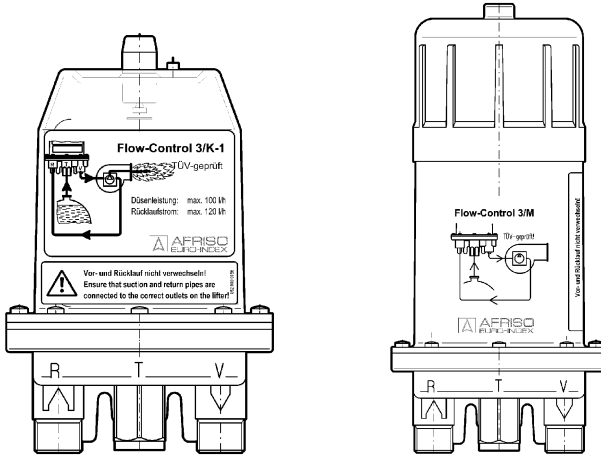 Flow-Control 3/K-1
TÜV-geprüft
Düsenleistung: max. 100 l/h
Rücklaufstrom: max. 120 l/h
AFRISO
EURO-INDEX
Vor- und Rücklauf nicht verwechseln!
Ensure that suction and return pipes are
connected to the correct outlets on the lifter!
R T V
Flow-Control 3/M
TÜV-geprüft!
Vor- und Rücklauf nicht verwechseln!
AFRISO
EURO-INDEX
R T V